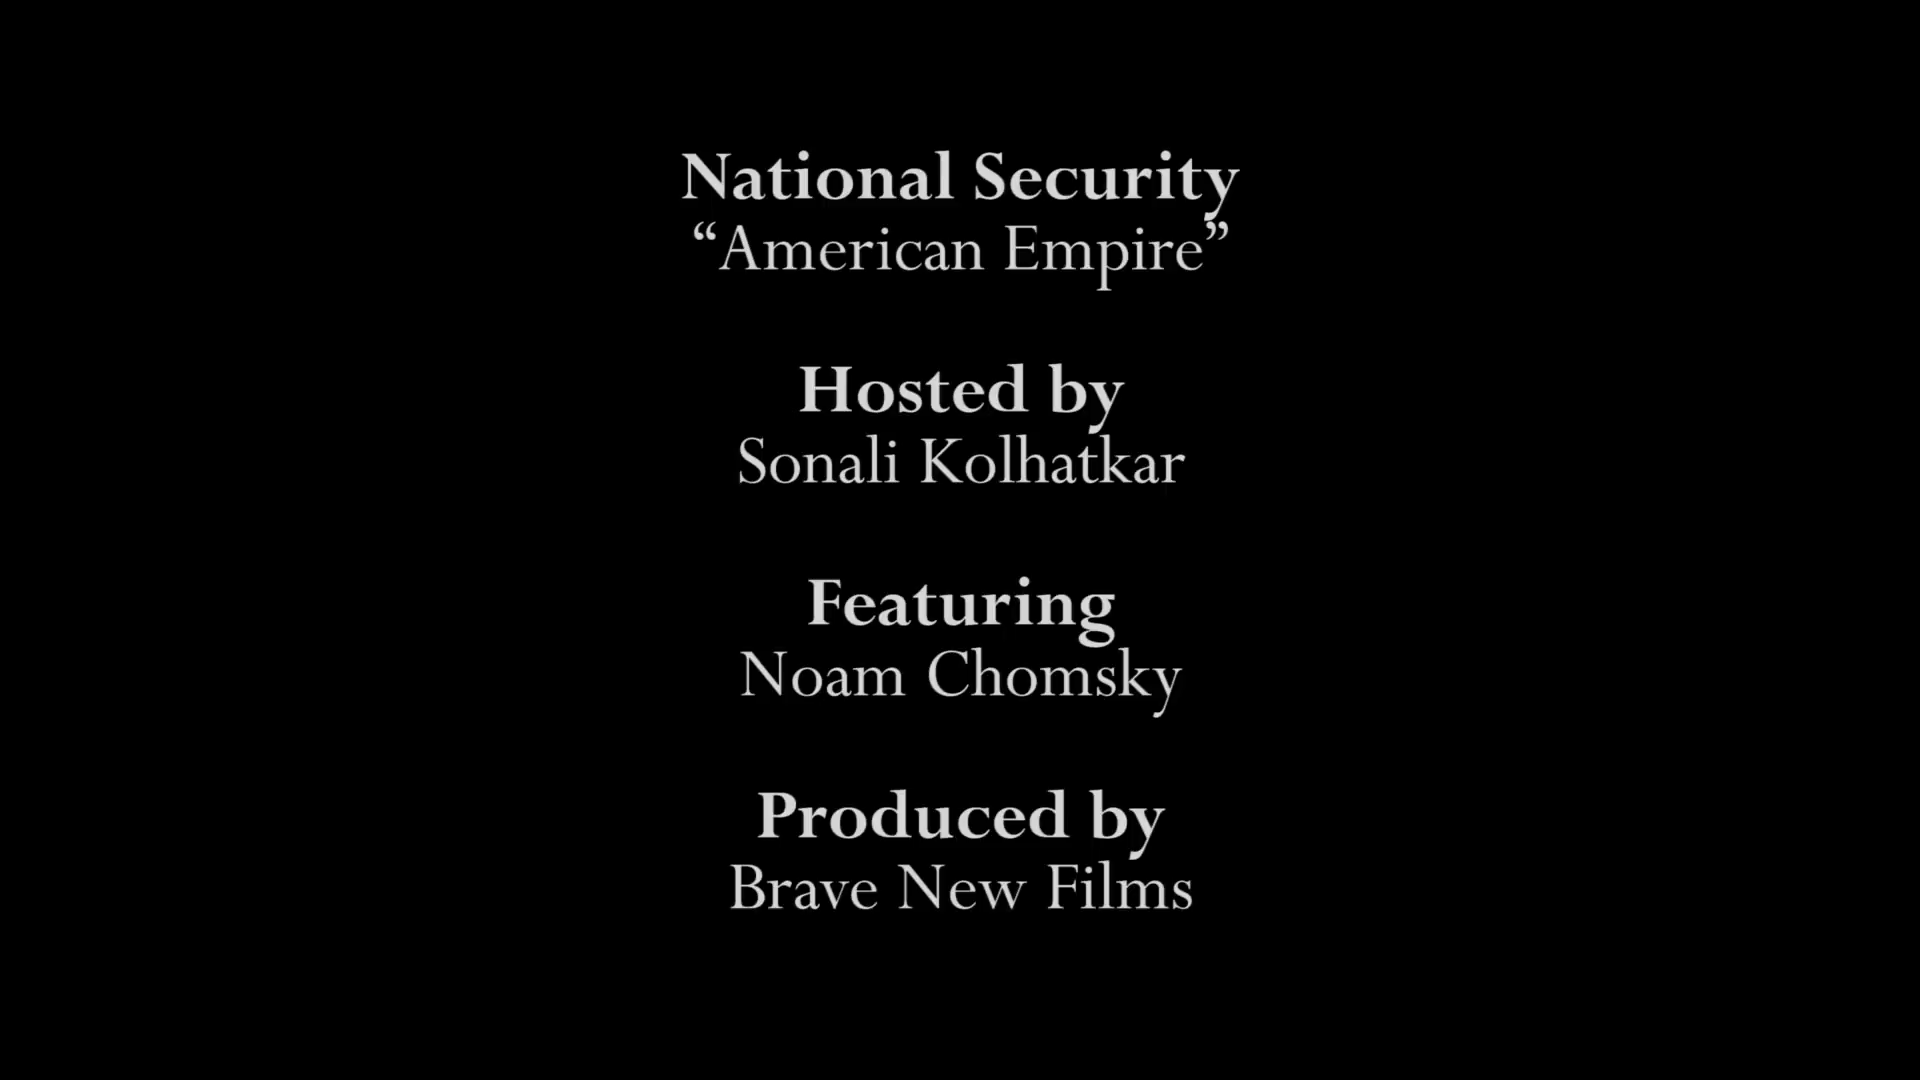 National Security
“American Empire”
Hosted by
Sonali Kolhatkar
Featuring
Noam Chomsky
Produced by
Brave New Films